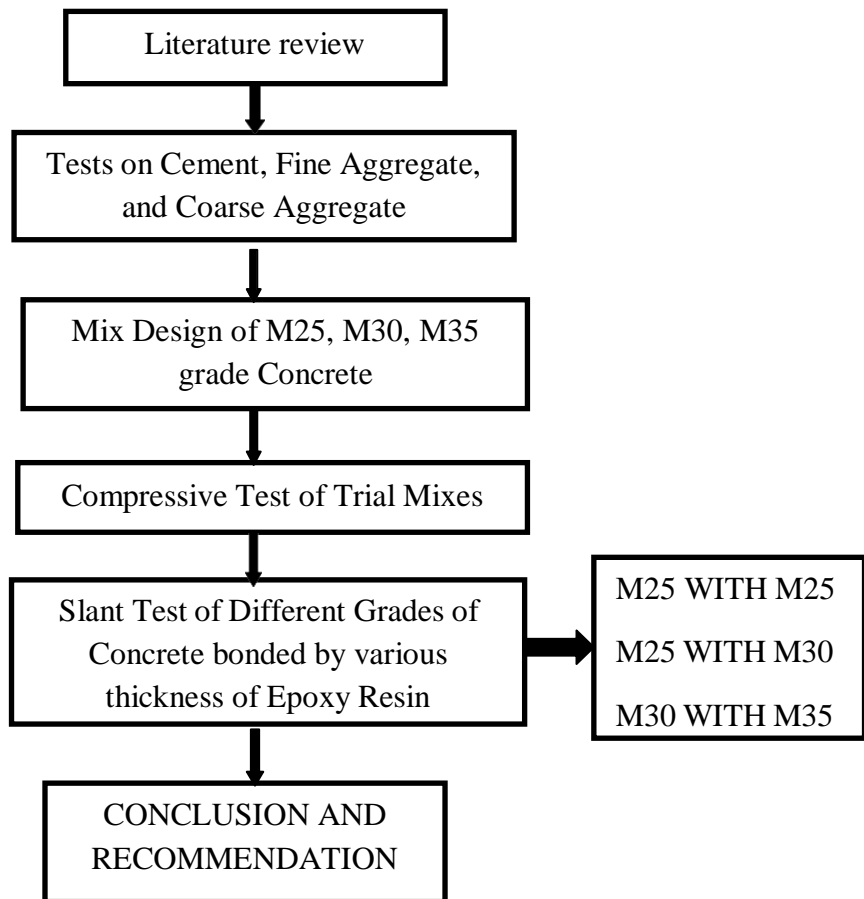 Literature review
Tests on Cement, Fine Aggregate,
and Coarse Aggregate
Mix Design of M25, M30, M35
grade Concrete
Compressive Test of Trial Mixes
Slant Test of Different Grades of
Concrete bonded by various
thickness of Epoxy Resin
M25 WITH M25
M25 WITH M30
M30 WITH M35
CONCLUSION AND
RECOMMENDATION